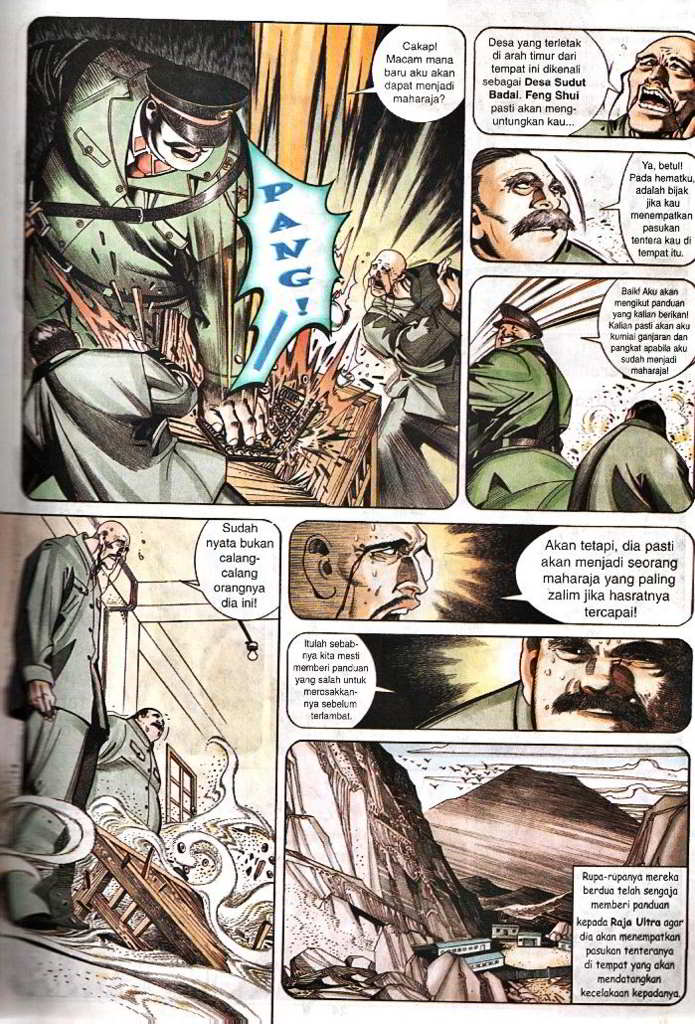 Cakap!
Macam mana
baru aku akan
dapat menjadi
maharaja?
PANG!
Desa yang terletak
di arah timur dari
tempat ini dikenali
sebagai Desa Sudut
Badai. Feng Shui
pasti akan meng-
untungkan kau...
Ya, betul!
Pada hematku,
adalah bijak
jika kau
menempatkan
pasukan
tentera kau di
tempat itu.
Baik! Aku akan
mengikut panduan
yang kalian berikan!
Kalian pasti akan aku
kurniai ganjaran dan
pangkat apabila aku
sudah menjadi
maharaja!
Sudah
nyata bukan
calang-
calang
orangnya
dia ini!
Akan tetapi, dia pasti
akan menjadi seorang
maharaja yang paling
zalim jika hasratnya
tercapai!
Itulah sebab-
nya kita mesti
memberi panduan
yang salah untuk
merosakkan-
nya sebelum
terlambat.
Rupa-rupanya mereka
berdua telah sengaja
memberi panduan
kepada Raja Ultra agar
dia akan menempatkan
pasukan tenteranya
di tempat yang akan
mendatangkan
kecelakaan kepadanya.